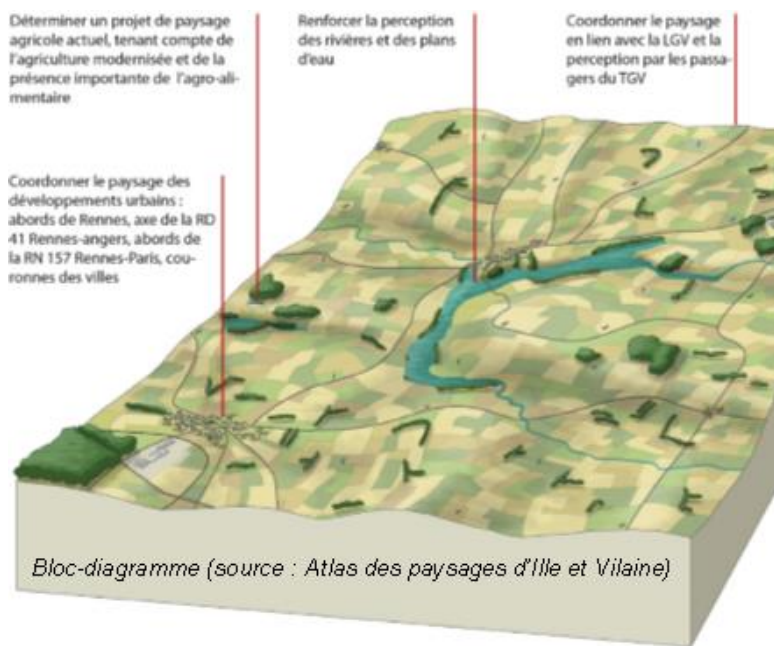 Déterminer un projet de paysage
agricole actuel, tenant compte de
l'agriculture modernisée et de la
présence importante de l'agro-ali-
mentaire
Renforcer la perception
des rivières et des plans
d'eau
Coordonner le paysage
en lien avec la LGV et la
perception par les passa-
gers du TGV
Coordonner le paysage des
développements urbains :
abords de Rennes, axe de la RD
41 Rennes-angers, abords de
la RN 157 Rennes-Paris, cou-
ronnes des villes
Bloc-diagramme (source : Atlas des paysages d'Ille et Vilaine)